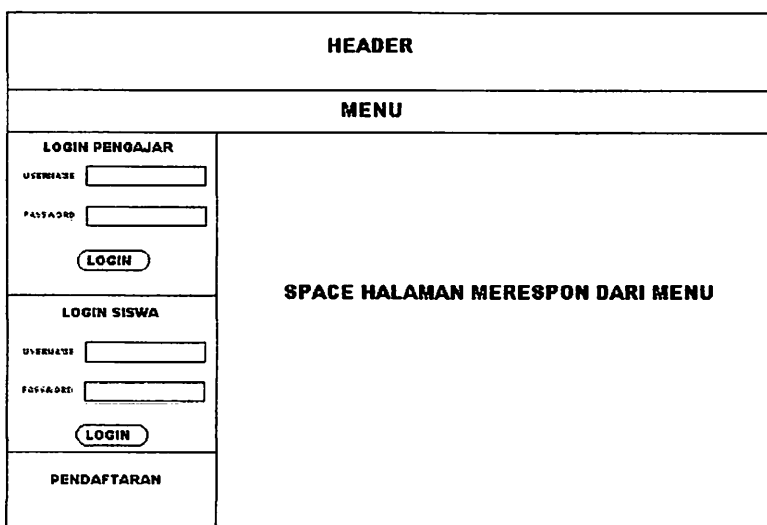 HEADER
MENU
LOGIN PENGAJAR
USERNAME
PASSWORD
LOGIN
LOGIN SISWA
USERNAME
PASSWORD
LOGIN
PENDAFTARAN
SPACE HALAMAN MERESPON DARI MENU